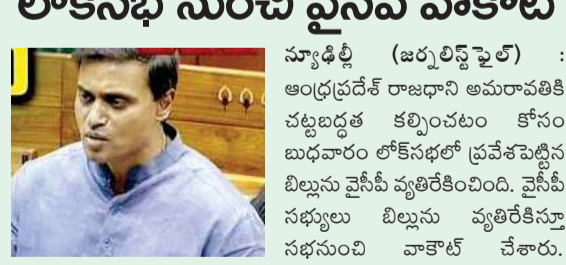 లోక్‌సభ నుంచి వైసీపీ వాకౌట్
న్యూఢిల్లీ (జర్నలిస్ట్‌ఫైల్) :
ఆంధ్రప్రదేశ్ రాజధాని అమరావతికి
చట్టబద్ధత కల్పించటం కోసం
బుధవారం లోక్‌సభలో ప్రవేశపెట్టిన
బిల్లును వైసీపీ వ్యతిరేకించింది. వైసీపీ
సభ్యులు బిల్లును వ్యతిరేకిస్తూ
సభనుంచి వాకౌట్ చేశారు.